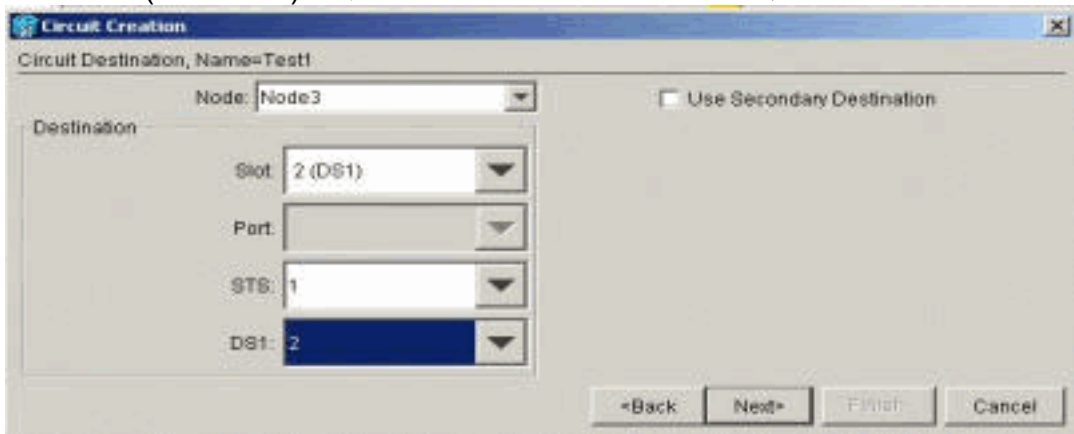 Circuit Creation
Circuit Destination, Name=Test1
Node: Node3
Use Secondary Destination
Destination
Slot: 2 (DS1)
Port:
STS: 1
DS1: 2
<Back Next> Finish Cancel